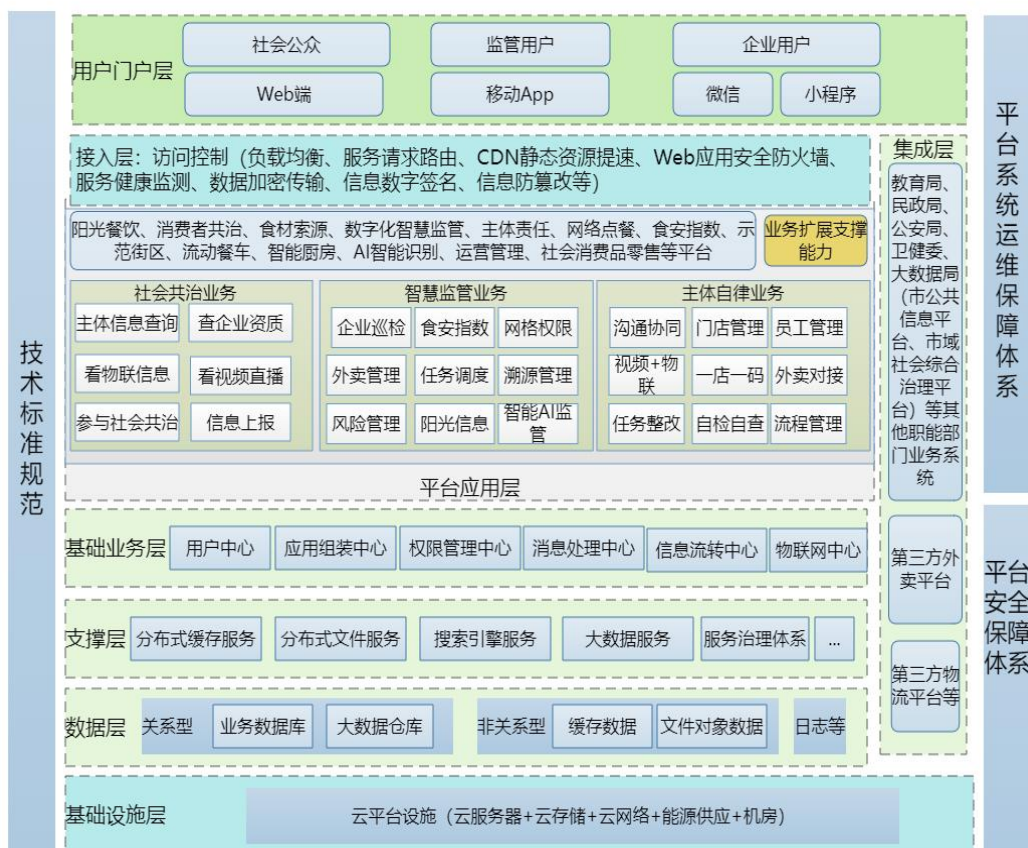 用户门户层
社会公众
监管用户
企业用户
Web端
移动App
微信
小程序
接入层：访问控制（负载均衡、服务请求路由、CDN静态资源提速、Web应用安全防火墙、
服务健康监测、数据加密传输、信息数字签名、信息防篡改等）
阳光餐饮、消费者共治、食材索源、数字化智慧监管、主体责任、网络点餐、食安指数、示
范街区、流动餐车、智能厨房、AI智能识别、运营管理、社会消费品零售等平台
业务扩展支撑
能力
社会共治业务
主体信息查询
查企业资质
看物联信息
看视频直播
参与社会共治
信息上报
智慧监管业务
企业巡检
食安指数
网格权限
外卖管理
任务调度
溯源管理
风险管理
阳光信息
智能AI监
管
主体自律业务
沟通协同
门店管理
员工管理
视频+物
联
一店一码
外卖对接
任务整改
自检自查
流程管理
平台应用层
基础业务层
用户中心
应用组装中心
权限管理中心
消息处理中心
信息流转中心
物联网中心
支撑层
分布式缓存服务
分布式文件服务
搜索引擎服务
大数据服务
服务治理体系
...
数据层
关系型
业务数据库
大数据仓库
非关系型
缓存数据
文件对象数据
日志等
基础设施层
云平台设施（云服务器+云存储+云网络+能源供应+机房）
集成层
教育局、
民政局、
公安局、
卫健委、
大数据局
（市公共
信息平
台、市域
社会综合
治理平
台）等其
他职能部
门业务系
统
第三方外
卖平台
第三方物
流平台等
技术标准规范
平台系统运维保障体系
平台
安全
保障
体系